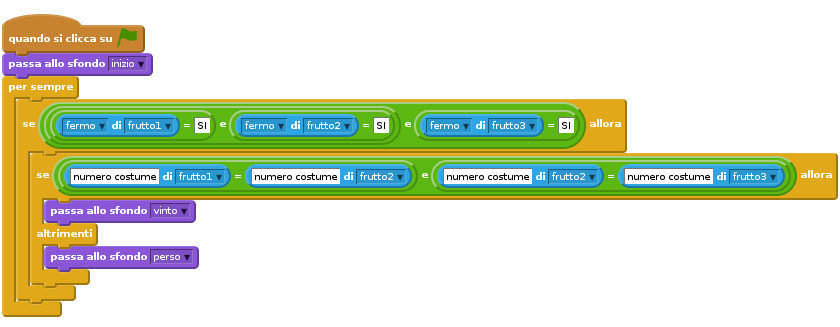 quando si clicca su
passa allo sfondo inizio
per sempre
se fermo di frutto1 = SI e fermo di frutto2 = SI e fermo di frutto3 = SI allora
se numero costume di frutto1 = numero costume di frutto2 e numero costume di frutto2 = numero costume di frutto3 allora
passa allo sfondo vinto
altrimenti
passa allo sfondo perso